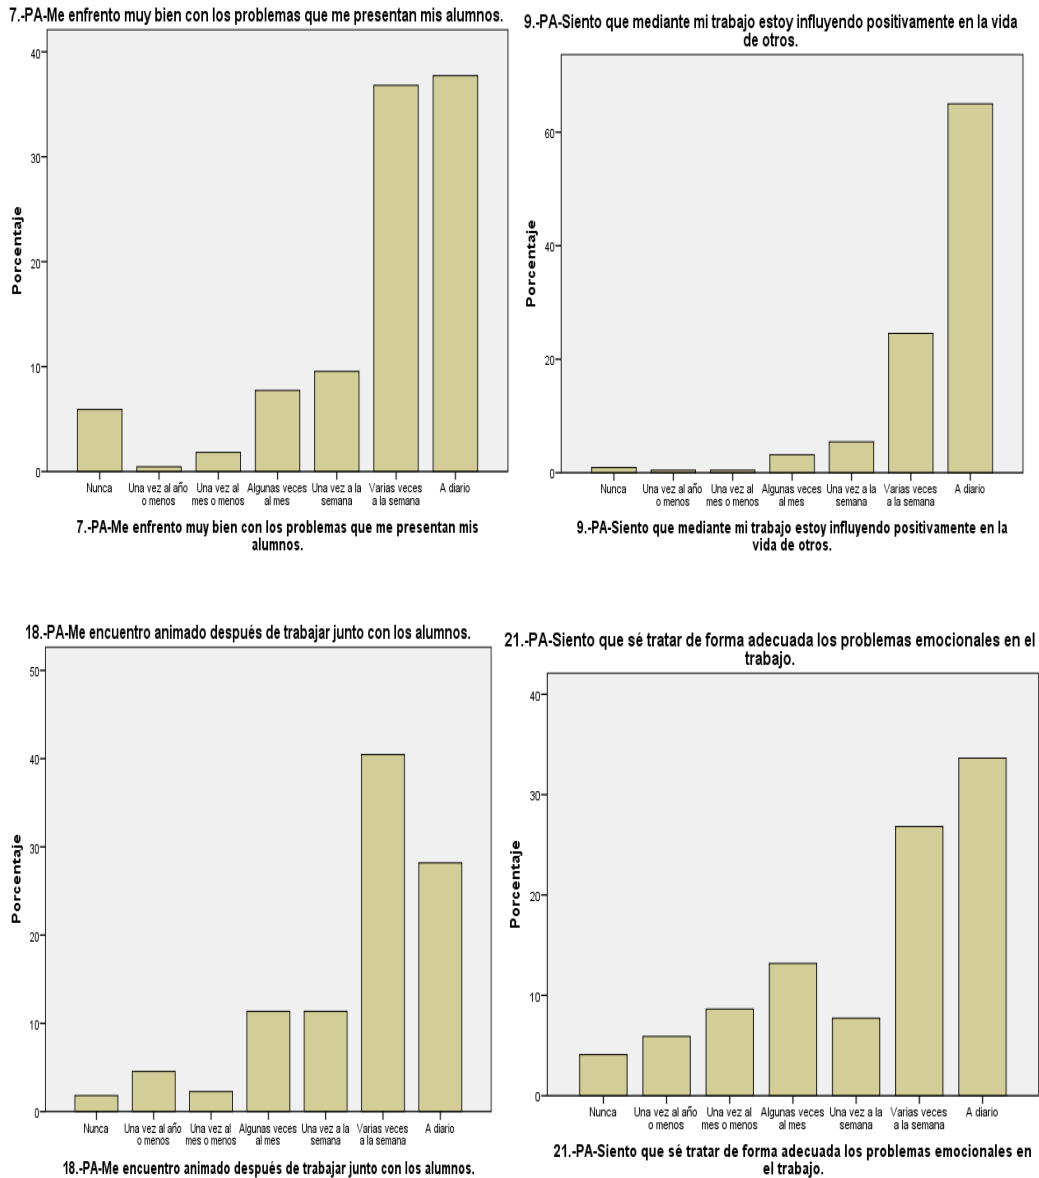 7.-PA-Me enfrento muy bien con los problemas que me presentan mis alumnos.
40
30
20
10
0
Porcentaje
Nunca
Una vez al año
o menos
Una vez al
mes o menos
Algunas veces
al mes
Una vez a la
semana
Varias veces
a la semana
A diario
7.-PA-Me enfrento muy bien con los problemas que me presentan mis
alumnos.
9.-PA-Siento que mediante mi trabajo estoy influyendo positivamente en la vida
de otros.
60
40
20
0
Porcentaje
Nunca
Una vez al año
o menos
Una vez al
mes o menos
Algunas veces
al mes
Una vez a la
semana
Varias veces
a la semana
A diario
9.-PA-Siento que mediante mi trabajo estoy influyendo positivamente en la
vida de otros.
18.-PA-Me encuentro animado después de trabajar junto con los alumnos.
50
40
30
20
10
0
Porcentaje
Nunca
Una vez al año
o menos
Una vez al
mes o menos
Algunas veces
al mes
Una vez a la
semana
Varias veces
a la semana
A diario
18.-PA-Me encuentro animado después de trabajar junto con los alumnos.
21.-PA-Siento que sé tratar de forma adecuada los problemas emocionales en el
trabajo.
40
30
20
10
0
Porcentaje
Nunca
Una vez al año
o menos
Una vez al
mes o menos
Algunas veces
al mes
Una vez a la
semana
Varias veces
a la semana
A diario
21.-PA-Siento que sé tratar de forma adecuada los problemas emocionales en
el trabajo.